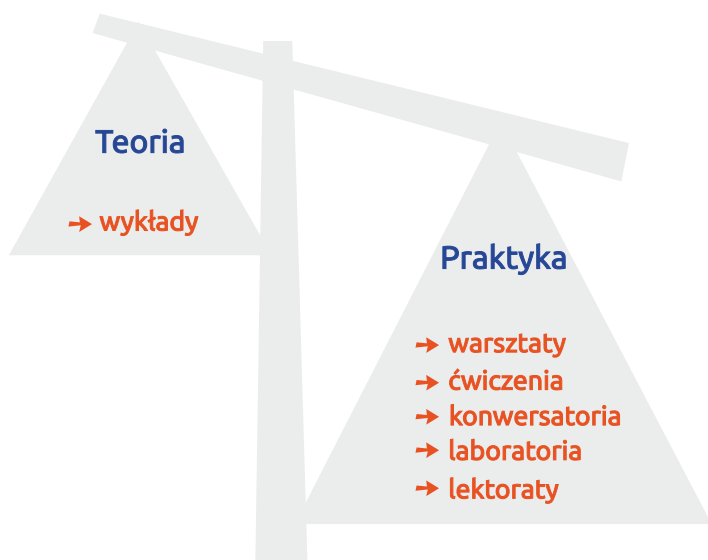 Teoria
wykłady
Praktyka
warsztaty
ćwiczenia
konwersatoria
laboratoria
lektoraty